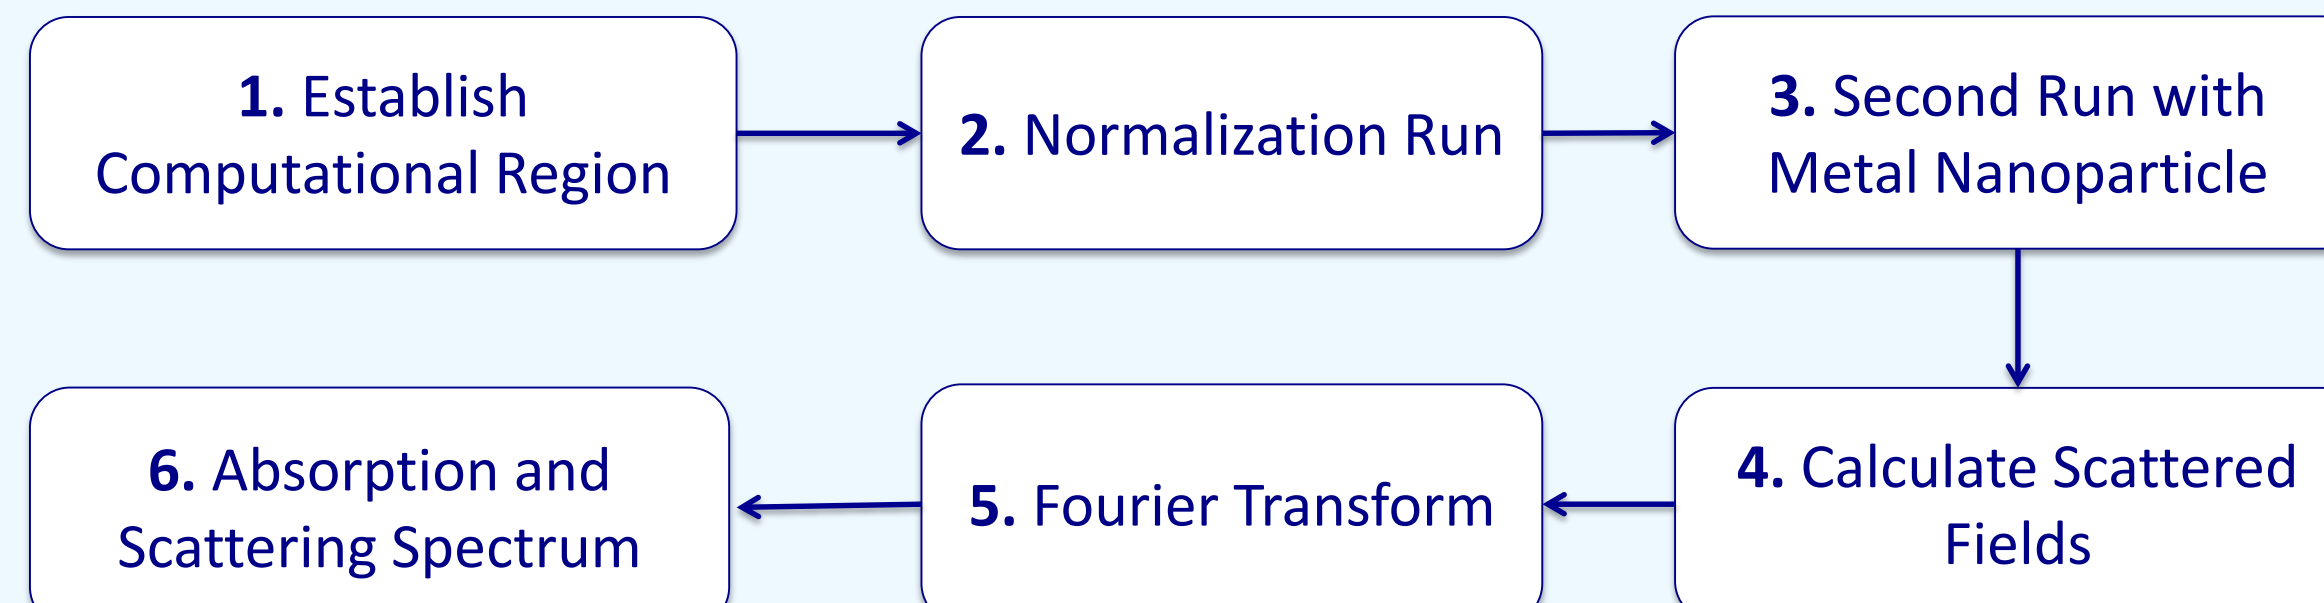 1. Establish
Computational Region
2. Normalization Run
3. Second Run with
Metal Nanoparticle
4. Calculate Scattered
Fields
5. Fourier Transform
6. Absorption and
Scattering Spectrum